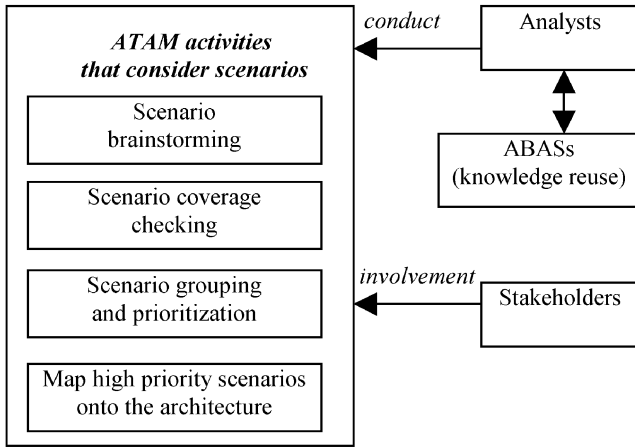 ATAM activities
that consider scenarios
Scenario
brainstorming
Scenario coverage
checking
Scenario grouping
and prioritization
Map high priority scenarios
onto the architecture
conduct
Analysts
ABASs
(knowledge reuse)
involvement
Stakeholders